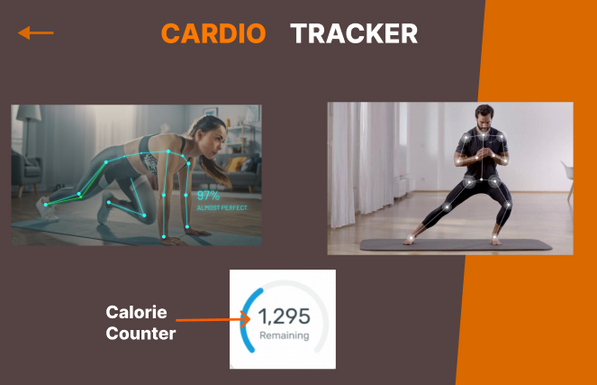 CARDIO TRACKER
97%
ALMOST PERFECT
Calorie
Counter
1,295
Remaining